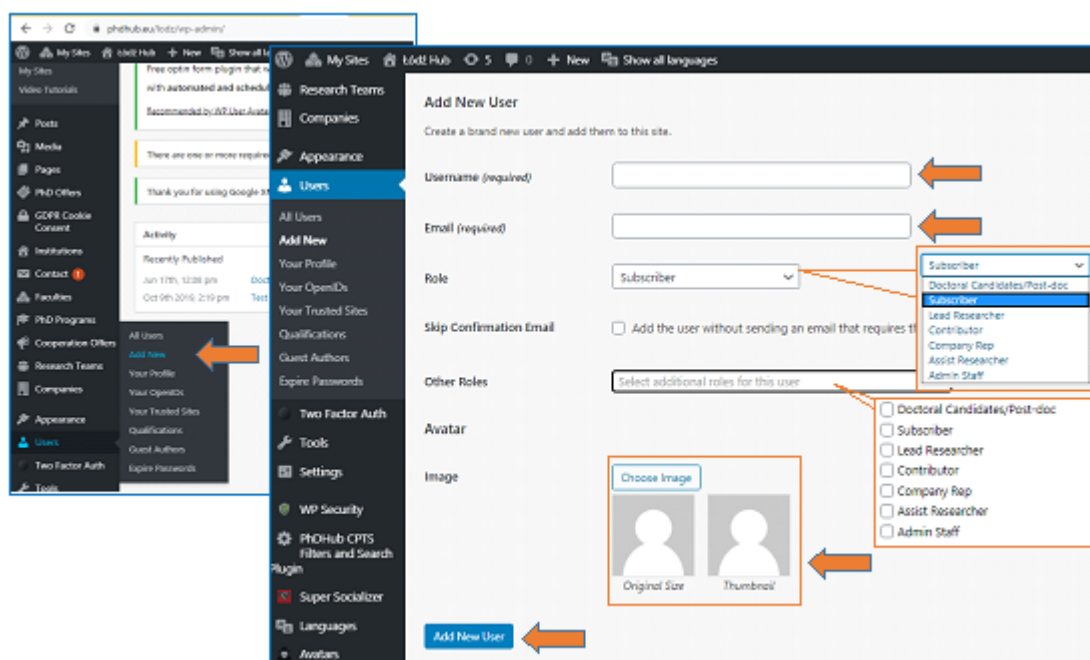 phdhub.eu/lodz/wp-admin/
My Sites
Łódź Hub
New
Show all l
My Sites
Video Tutorials
Posts
Media
Pages
PhD Offers
GDPR Cookie
Consent
Institutions
Contact 1
Faculties
PhD Programs
Cooperation Offers
Research Teams
Companies
Appearance
Users
Two Factor Auth
Tools
Free optin form plugin that
with automated and schedul
Recommended by WP User Avata
There are one or more require
Thank you for using Google
Activity
Recently Published
Jun 17th, 12:08 pm
Doct
Oct 9th 2019, 2:19 pm
Test
All Users
Add New
Your Profile
Your OpenIDs
Your Trusted Sites
Qualifications
Guest Authors
Expire Passwords
My Sites
Łódź Hub
5
0
New
Show all languages
Research Teams
Companies
Appearance
Users
All Users
Add New
Your Profile
Your OpenIDs
Your Trusted Sites
Qualifications
Guest Authors
Expire Passwords
Two Factor Auth
Tools
Settings
WP Security
PhDHub CPTS
Filters and Search
Plugin
Super Socializer
Languages
Avatars
Add New User
Create a brand new user and add them to this site.
Username (required)
Email (required)
Role
Subscriber
Skip Confirmation Email
Add the user without sending an email that requires th
Other Roles
Select additional roles for this user
Avatar
Image
Choose Image
Original Size
Thumbnail
Add New User
Subscriber
Doctoral Candidates/Post-doc
Subscriber
Lead Researcher
Contributor
Company Rep
Assist Researcher
Admin Staff
Doctoral Candidates/Post-doc
Subscriber
Lead Researcher
Contributor
Company Rep
Assist Researcher
Admin Staff